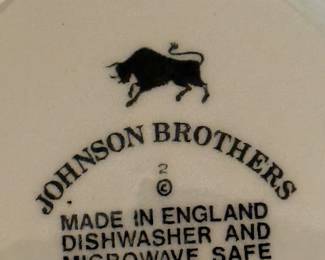 JOHNSON BROTHERS
2
©
MADE IN ENGLAND
DISHWASHER AND
MICROWAVE SAFE